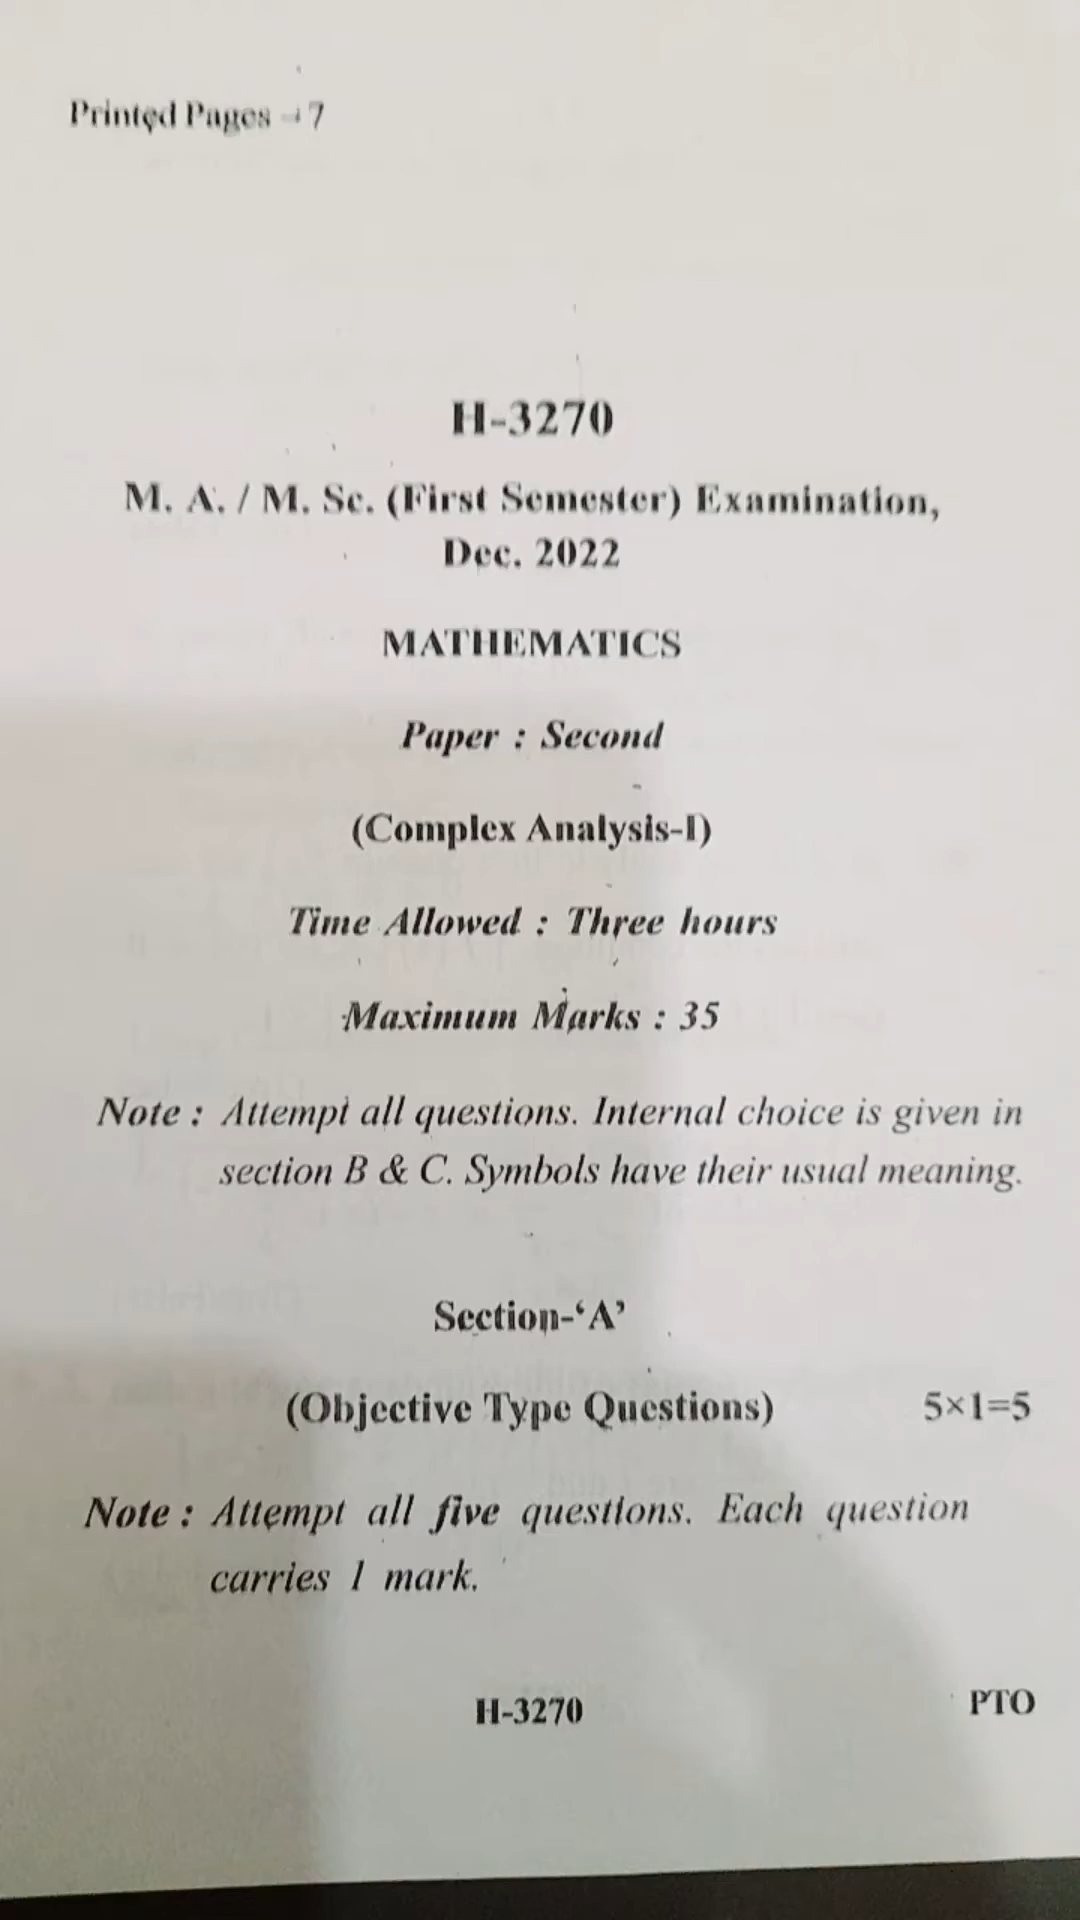 Printed Pages – 7
H-3270
M. A. / M. Sc. (First Semester) Examination,
Dec. 2022
MATHEMATICS
Paper : Second
(Complex Analysis-I)
Time Allowed : Three hours
Maximum Marks : 35
Note : Attempt all questions. Internal choice is given in
section B & C. Symbols have their usual meaning.
Section-‘A’
(Objective Type Questions) 5×1=5
Note : Attempt all five questions. Each question
carries 1 mark.
H-3270 PTO